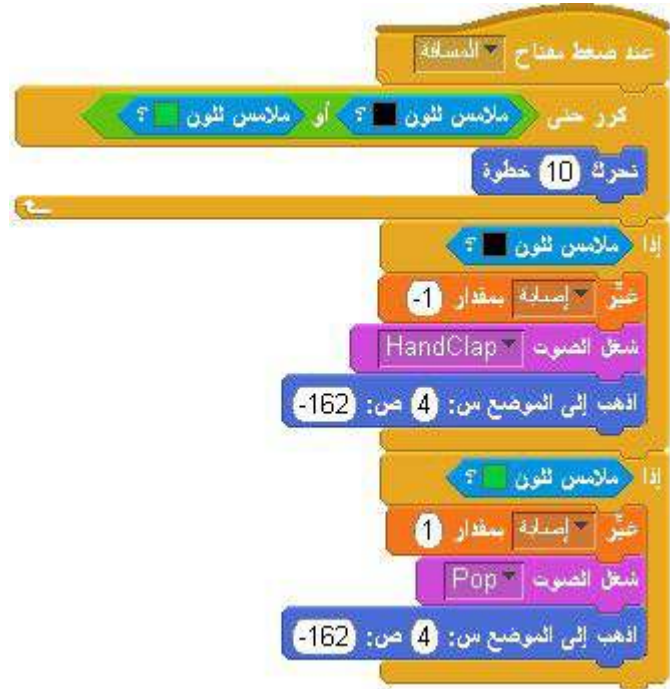 عند ضغط مفتاح المسافة
كرر حتى ملامس للون ؟ أو ملامس للون ؟
تحرك 10 خطوة
إذا ملامس للون ؟
غيّر إصابة بمقدار -1
شغل الصوت HandClap
اذهب إلى الموضع س: 4 ص: -162
إذا ملامس للون ؟
غيّر إصابة بمقدار 1
شغل الصوت Pop
اذهب إلى الموضع س: 4 ص: -162